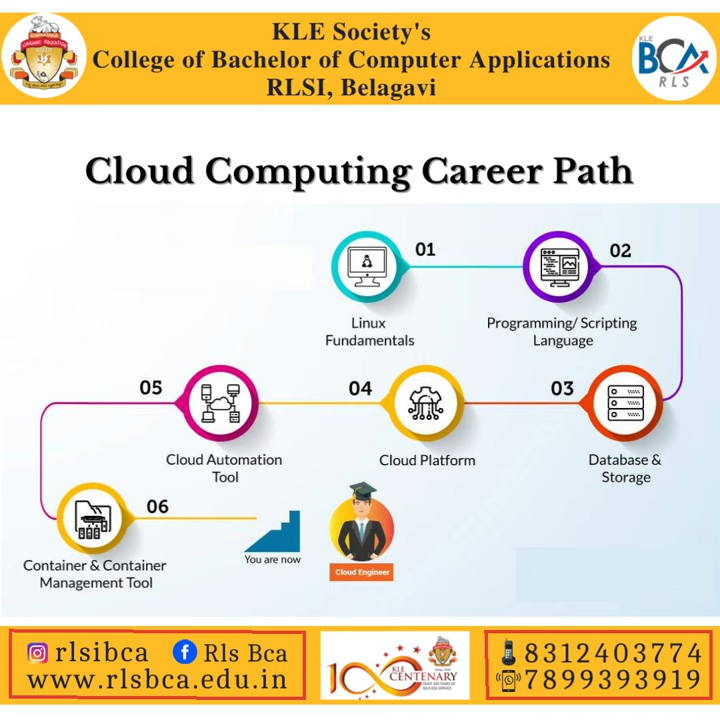 KLE Society's
College of Bachelor of Computer Applications
RLSI, Belagavi
KLE
BCA
RLS
Cloud Computing Career Path
01
Linux
Fundamentals
02
Programming/ Scripting
Language
03
Database &
Storage
04
Cloud Platform
05
Cloud Automation
Tool
06
Container & Container
Management Tool
You are now
Cloud Engineer
rlsibca
Rls Bca
www.rlsbca.edu.in
100
KLE
CENTENARY
8312403774
7899393919